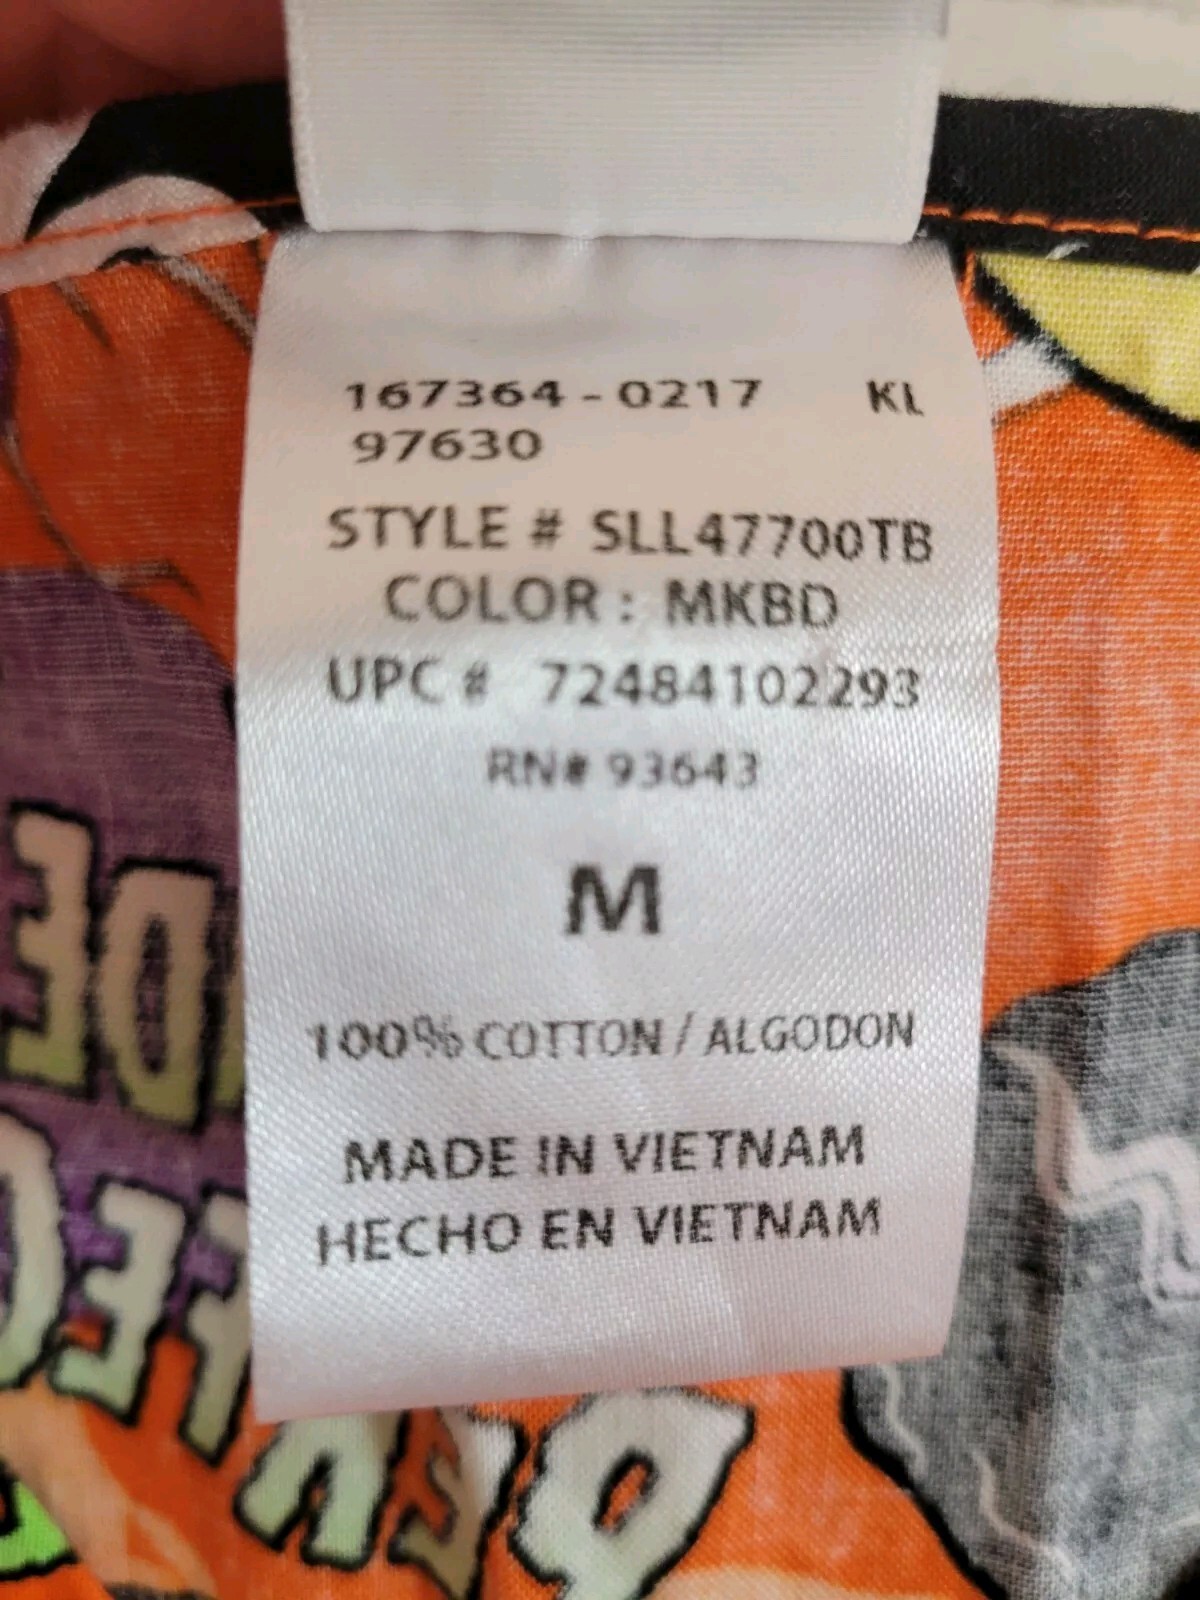 167364-0217 KL
97630
STYLE # SLL47700TB
COLOR : MKBD
UPC # 72484102293
RN# 93643
M
100% COTTON / ALGODON
MADE IN VIETNAM
HECHO EN VIETNAM